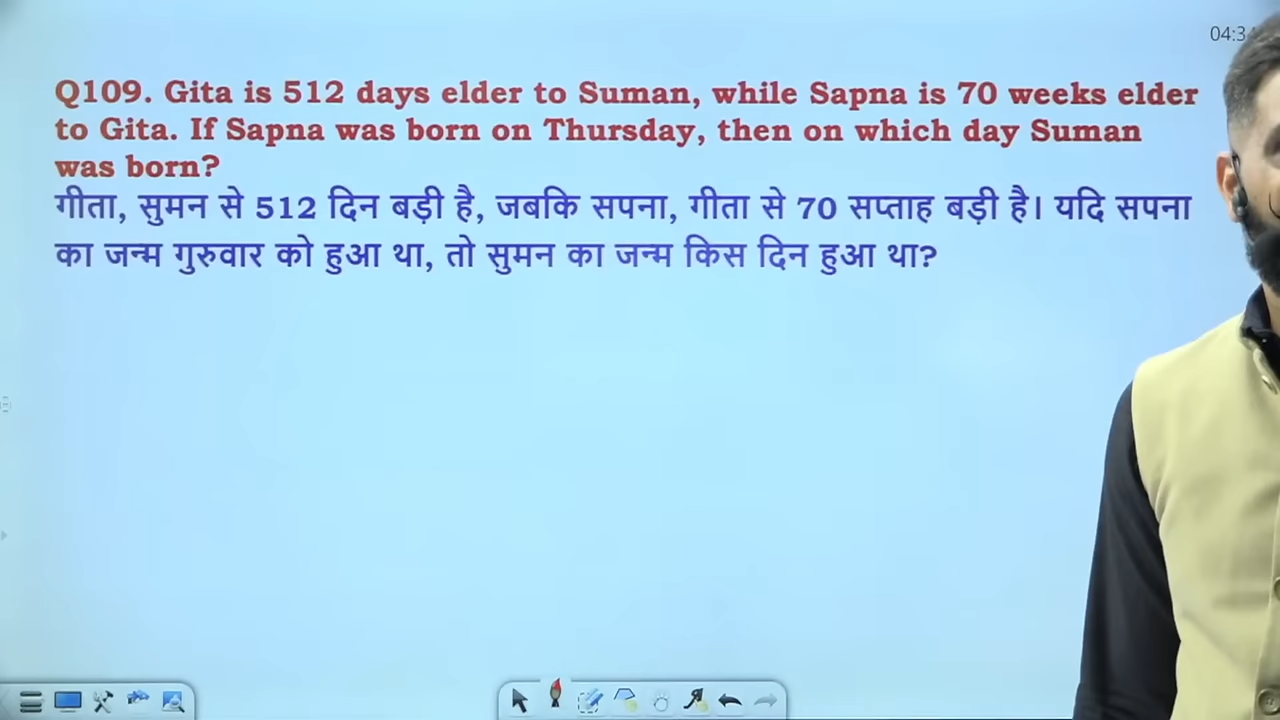 04:34
Q109. Gita is 512 days elder to Suman, while Sapna is 70 weeks elder
to Gita. If Sapna was born on Thursday, then on which day Suman
was born?
गीता, सुमन से 512 दिन बड़ी है, जबकि सपना, गीता से 70 सप्ताह बड़ी है। यदि सपना
का जन्म गुरुवार को हुआ था, तो सुमन का जन्म किस दिन हुआ था?